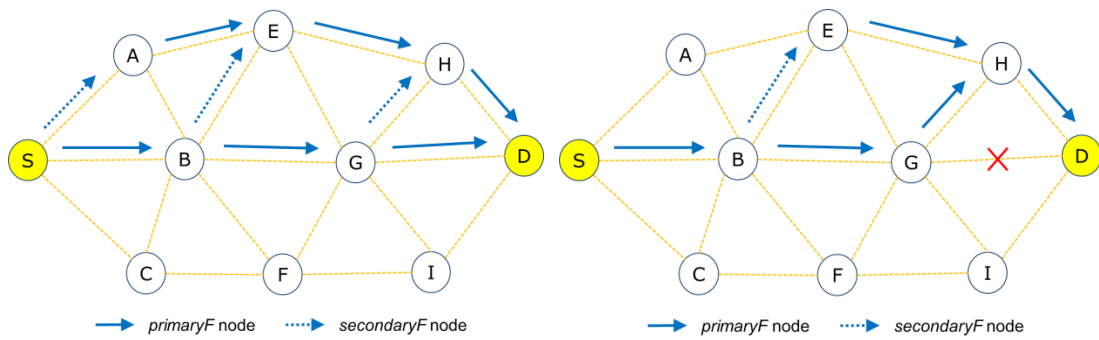 E
A
H
S
B
G
D
C
F
I
primaryF node
secondaryF node
E
A
H
S
B
G
D
C
F
I
primaryF node
secondaryF node